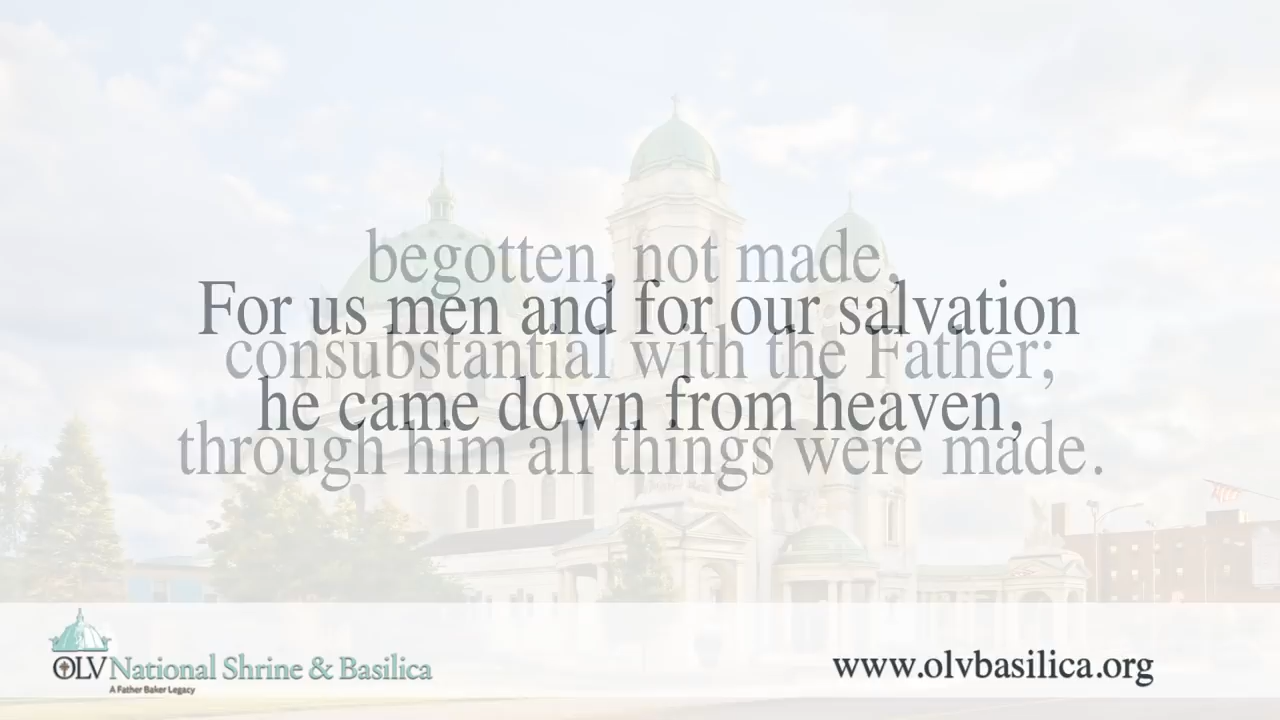 begotten, not made,
For us men and for our salvation
consubstantial with the Father;
he came down from heaven,
through him all things were made.
OLV National Shrine & Basilica
A Father Baker Legacy
www.olvbasilica.org